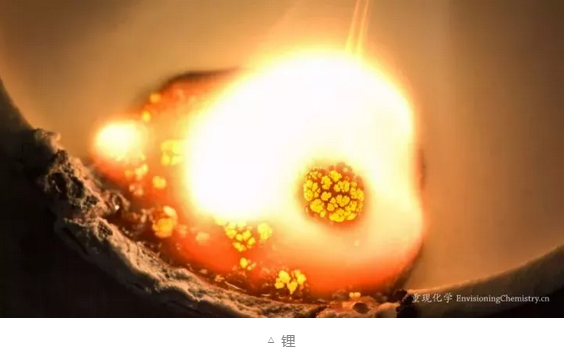 重现化学 EnvisioningChemistry.cn
△ 锂